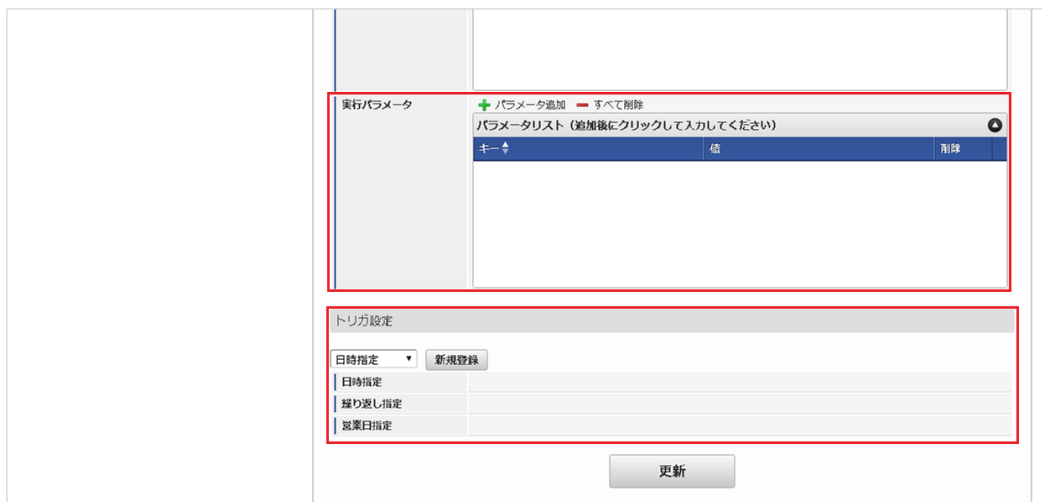 実行パラメータ
パラメータ追加 すべて削除
パラメータリスト（追加後にクリックして入力してください）
キー 値 削除
トリガ設定
日時指定 新規登録
日時指定
繰り返し指定
営業日指定
更新